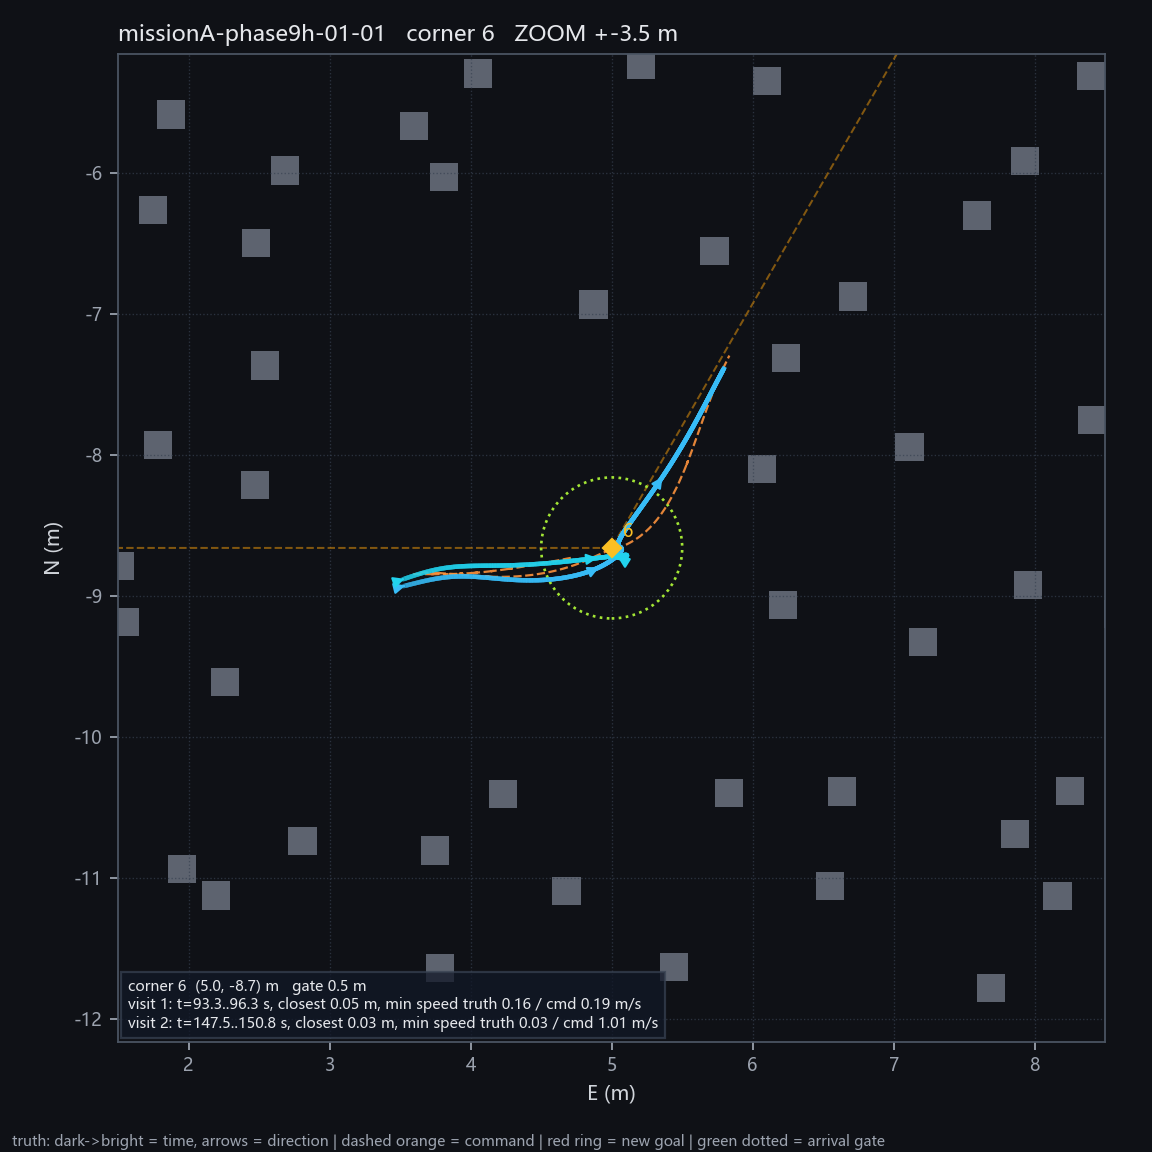 missionA-phase9h-01-01   corner 6   ZOOM +-3.5 m
N (m)
-6
-7
-8
-9
-10
-11
-12
6
corner 6  (5.0, -8.7) m   gate 0.5 m
visit 1: t=93.3..96.3 s, closest 0.05 m, min speed truth 0.16 / cmd 0.19 m/s
visit 2: t=147.5..150.8 s, closest 0.03 m, min speed truth 0.03 / cmd 1.01 m/s
2
3
4
5
6
7
8
E (m)
truth: dark->bright = time, arrows = direction | dashed orange = command | red ring = new goal | green dotted = arrival gate